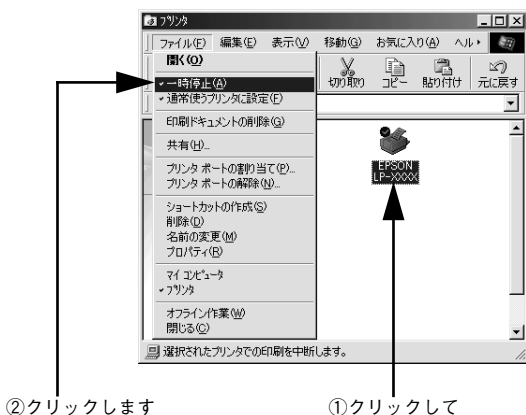 プリンタ
ファイル(F) 編集(E) 表示(V) 移動(G) お気に入り(A) ヘル
開く(O)
一時停止(A)
通常使うプリンタに設定(F)
印刷ドキュメントの削除(G)
共有(H)...
プリンタ ポートの割り当て(P)...
プリンタ ポートの解除(N)...
ショートカットの作成(S)
削除(D)
名前の変更(M)
プロパティ(R)
マイ コンピュータ
プリンタ
オフライン作業(W)
閉じる(C)
切り取り コピー 貼り付け 元に戻す
EPSON
LP-XXXX
選択されたプリンタでの印刷を中断します。
②クリックします
①クリックして